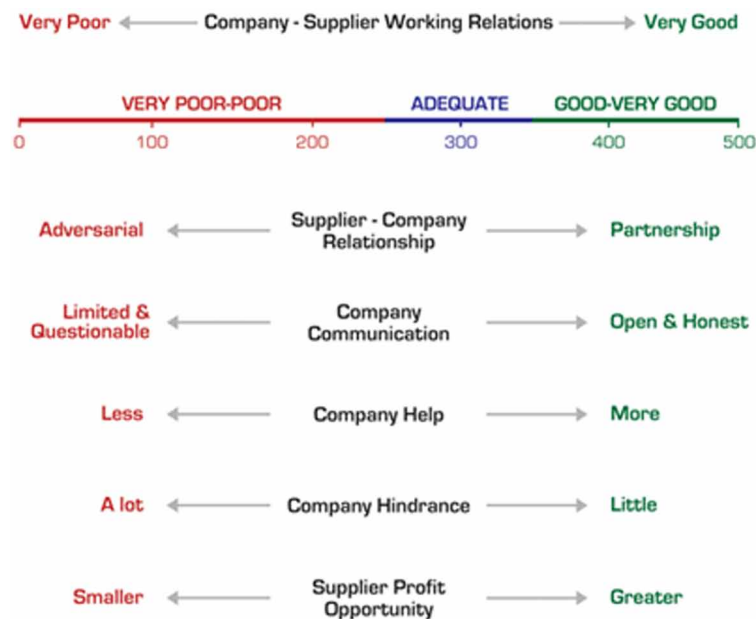 Very Poor Company - Supplier Working Relations Very Good
VERY POOR-POOR ADEQUATE GOOD-VERY GOOD
0 100 200 300 400 500
Adversarial Supplier - Company Relationship Partnership
Limited & Questionable Company Communication Open & Honest
Less Company Help More
A lot Company Hindrance Little
Smaller Supplier Profit Opportunity Greater